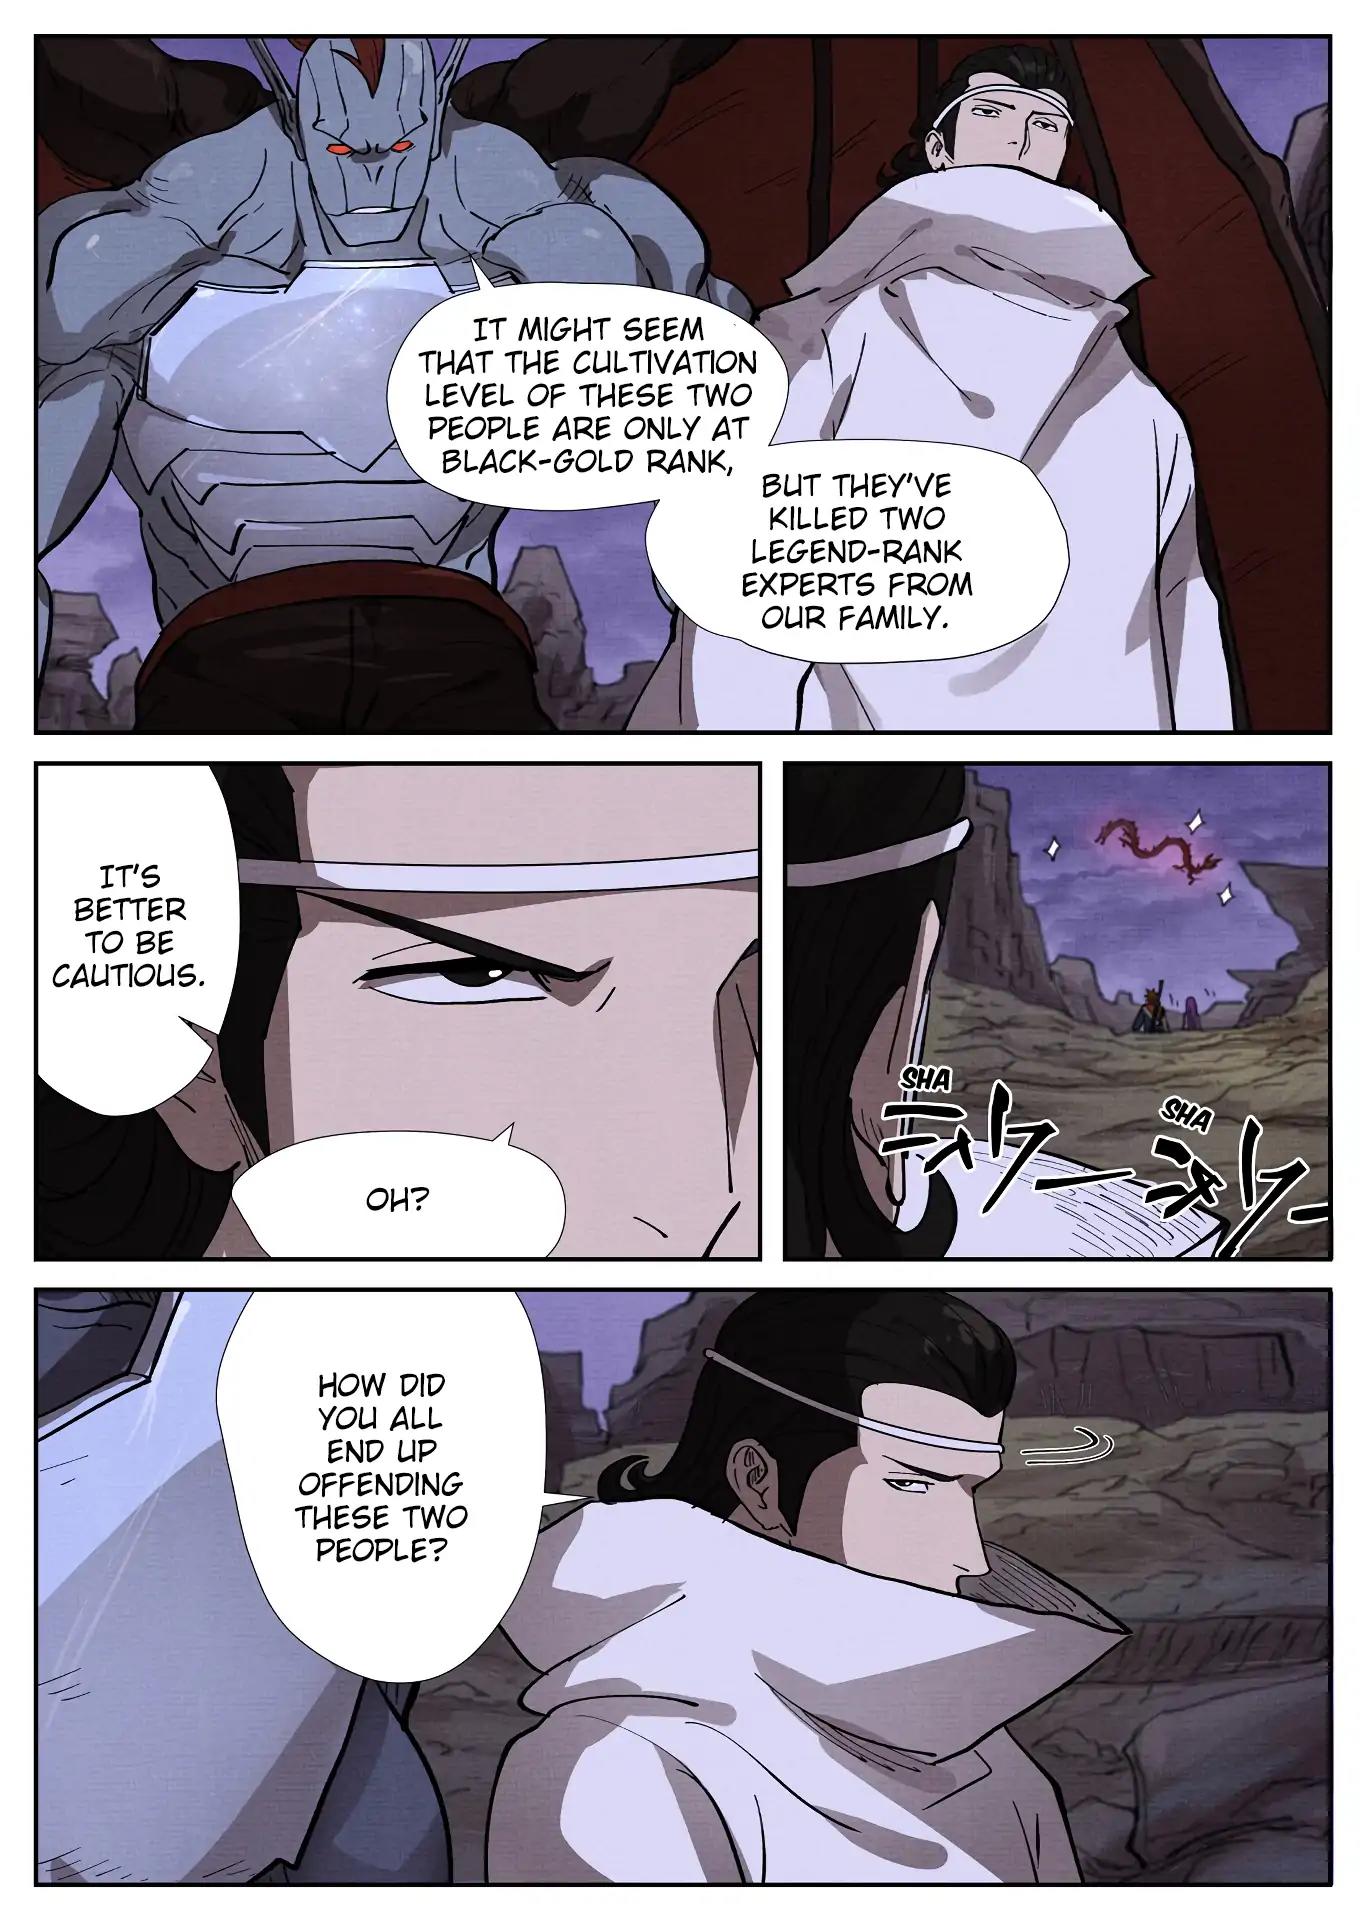 IT MIGHT SEEM
THAT THE CULTIVATION
LEVEL OF THESE TWO
PEOPLE ARE ONLY AT
BLACK-GOLD RANK,
BUT THEY'VE
KILLED TWO
LEGEND-RANK
EXPERTS FROM
OUR FAMILY.
IT'S
BETTER
TO BE
CAUTIOUS.
OH?
SHA
SHA
HOW DID
YOU ALL
END UP
OFFENDING
THESE TWO
PEOPLE?